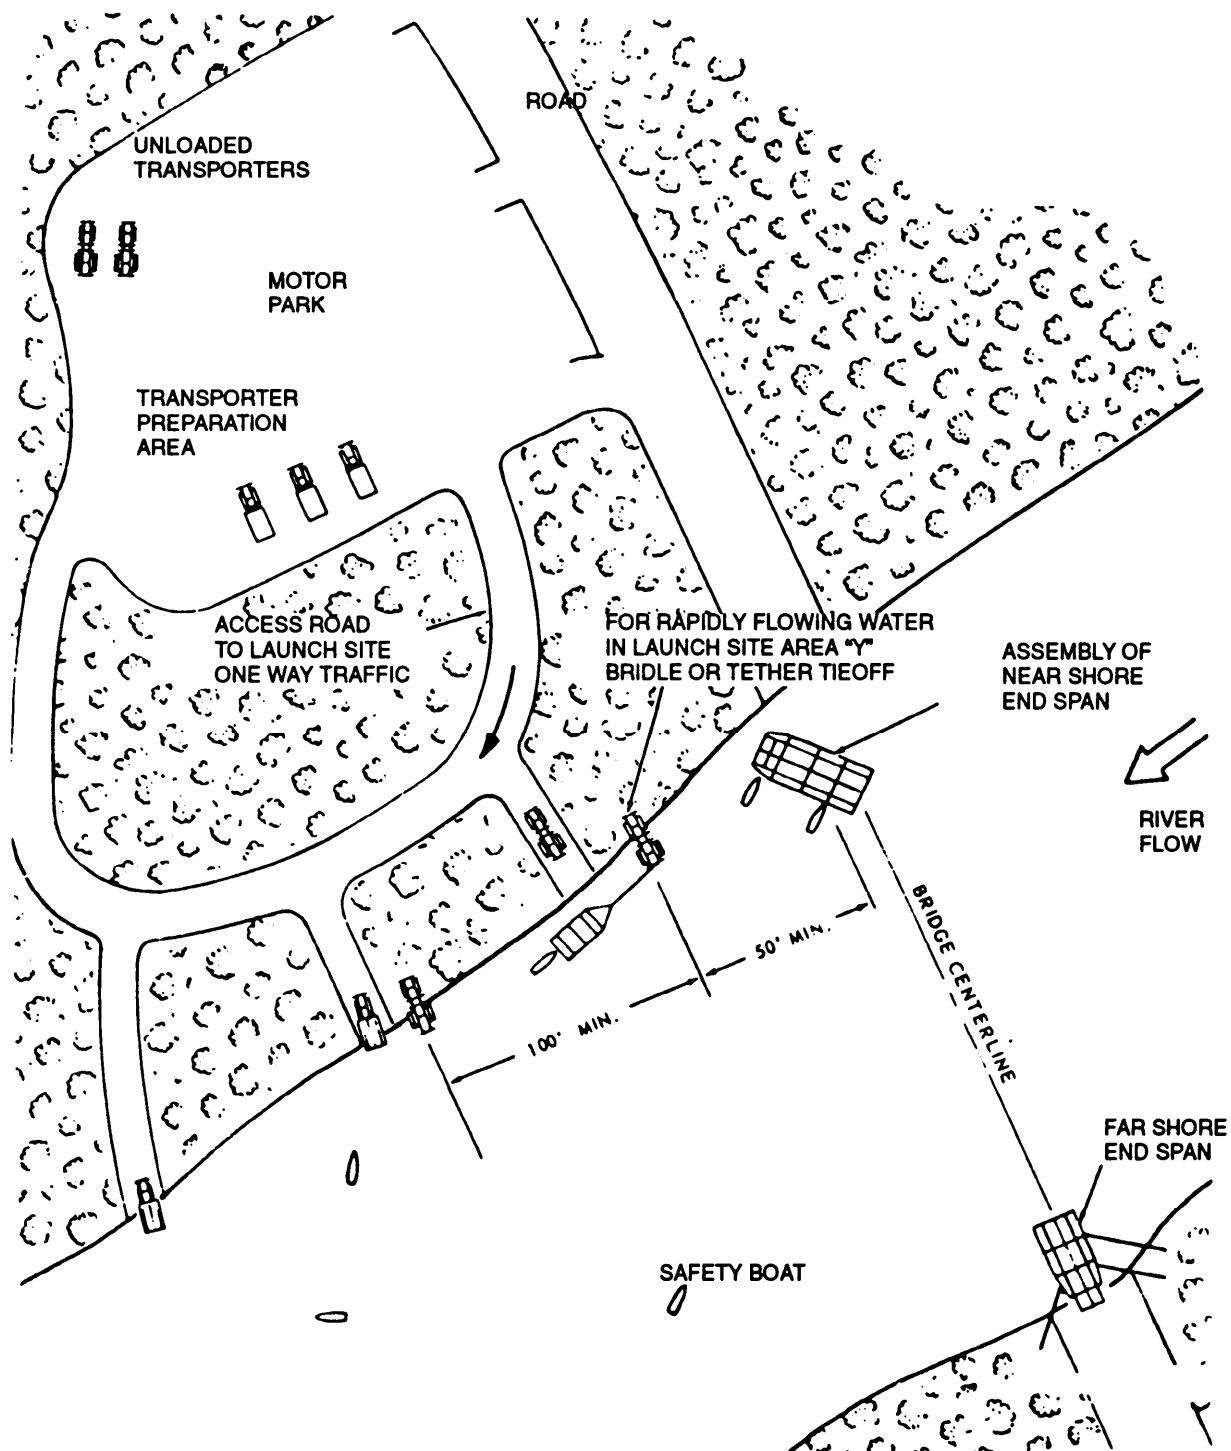 ROAD
UNLOADED
TRANSPORTERS
MOTOR
PARK
TRANSPORTER
PREPARATION
AREA
ACCESS ROAD
TO LAUNCH SITE
ONE WAY TRAFFIC
FOR RAPIDLY FLOWING WATER
IN LAUNCH SITE AREA "Y"
BRIDLE OR TETHER TIEOFF
ASSEMBLY OF
NEAR SHORE
END SPAN
RIVER
FLOW
50' MIN.
100' MIN.
BRIDGE CENTERLINE
FAR SHORE
END SPAN
SAFETY BOAT